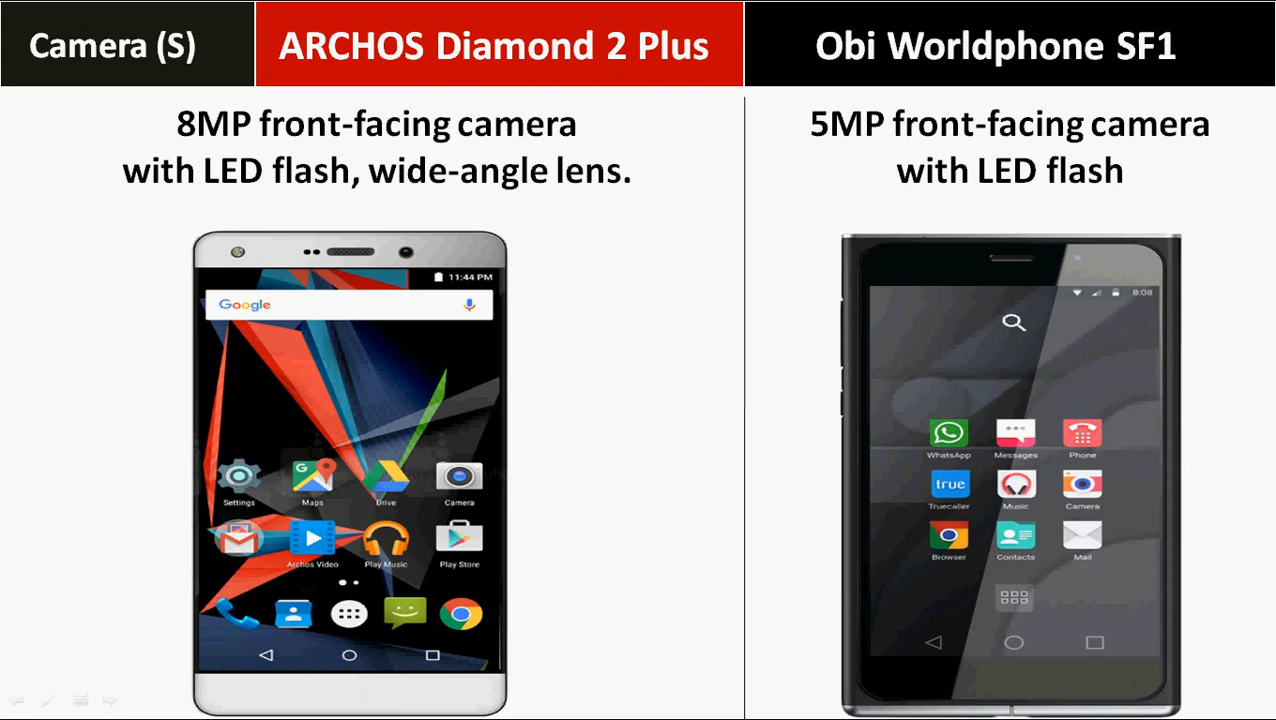 Camera (S)
ARCHOS Diamond 2 Plus
Obi Worldphone SF1
8MP front-facing camera
with LED flash, wide-angle lens.
5MP front-facing camera
with LED flash
11:44 PM
Google
Settings
Maps
Drive
Camera
Archos Video
Play Music
Play Store
8:08
WhatsApp
Messages
Phone
true
Truecaller
Music
Camera
Browser
Contacts
Mail